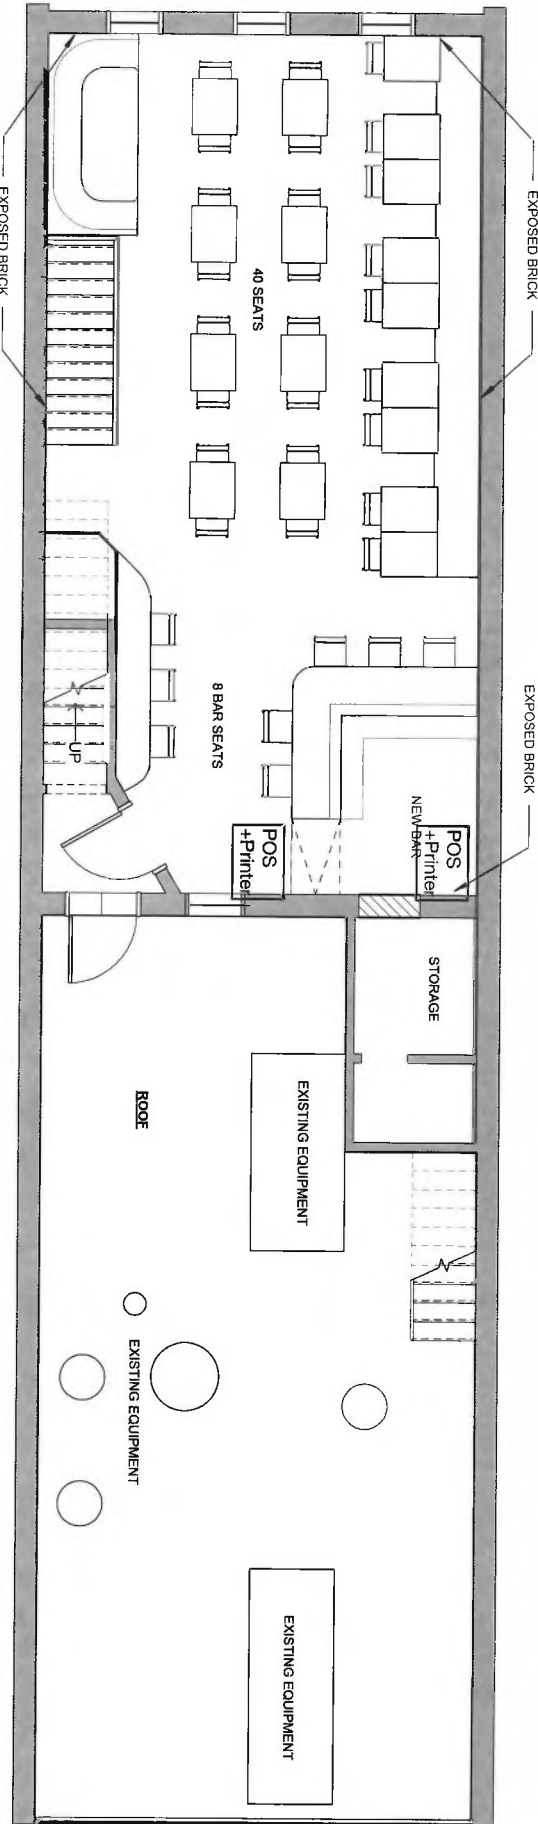 EXPOSED BRICK
EXPOSED BRICK
40 SEATS
EXPOSED BRICK
8 BAR SEATS
UP
NEW BAR
POS
+Printer
POS
+Printer
STORAGE
ROOF
EXISTING EQUIPMENT
EXISTING EQUIPMENT
EXISTING EQUIPMENT